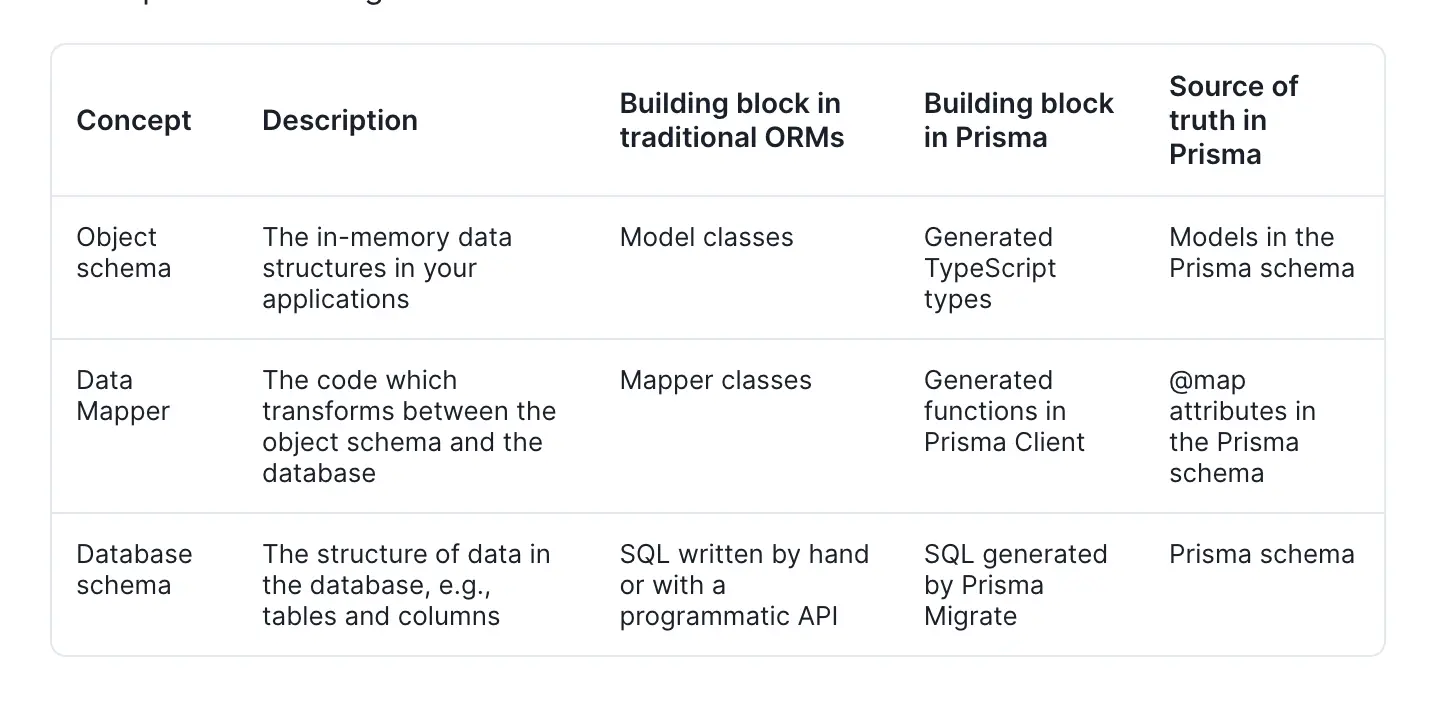 Concept
Description
Building block in
traditional ORMs
Building block
in Prisma
Source of
truth in
Prisma
Object
schema
The in-memory data
structures in your
applications
Model classes
Generated
TypeScript
types
Models in the
Prisma schema
Data
Mapper
The code which
transforms between the
object schema and the
database
Mapper classes
Generated
functions in
Prisma Client
@map
attributes in
the Prisma
schema
Database
schema
The structure of data in
the database, e.g.,
tables and columns
SQL written by hand
or with a
programmatic API
SQL generated
by Prisma
Migrate
Prisma schema